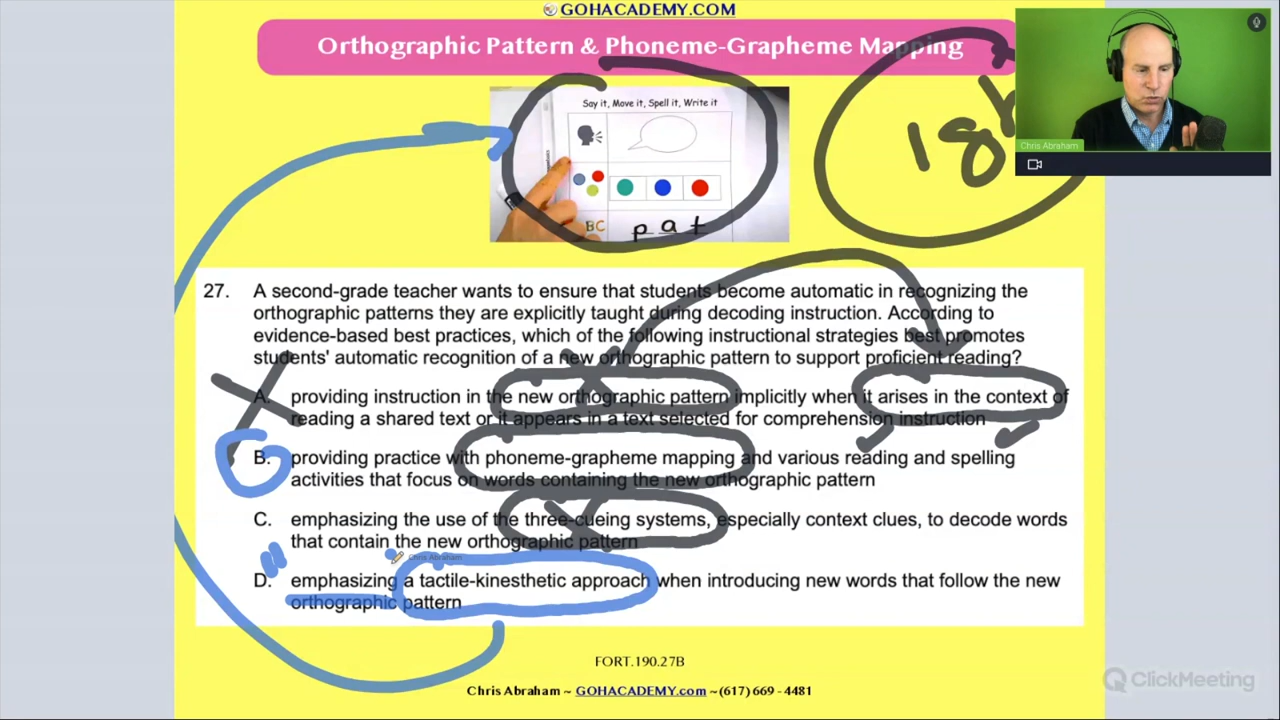 GOHACADEMY.COM
Orthographic Pattern & Phoneme-Grapheme Mapping
Say it, Move it, Spell it, Write it
BC
p a t
Chris Abraham
27. A second-grade teacher wants to ensure that students become automatic in recognizing the
orthographic patterns they are explicitly taught during decoding instruction. According to
evidence-based best practices, which of the following instructional strategies best promotes
students' automatic recognition of a new orthographic pattern to support proficient reading?
A. providing instruction in the new orthographic pattern implicitly when it arises in the context of
reading a shared text or it appears in a text selected for comprehension instruction
B. providing practice with phoneme-grapheme mapping and various reading and spelling
activities that focus on words containing the new orthographic pattern
C. emphasizing the use of the three-cueing systems, especially context clues, to decode words
that contain the new orthographic pattern
Chris Abraham
D. emphasizing a tactile-kinesthetic approach when introducing new words that follow the new
orthographic pattern
FORT.190.27B
Chris Abraham ~ GOHACADEMY.com ~(617) 669 - 4481
ClickMeeting